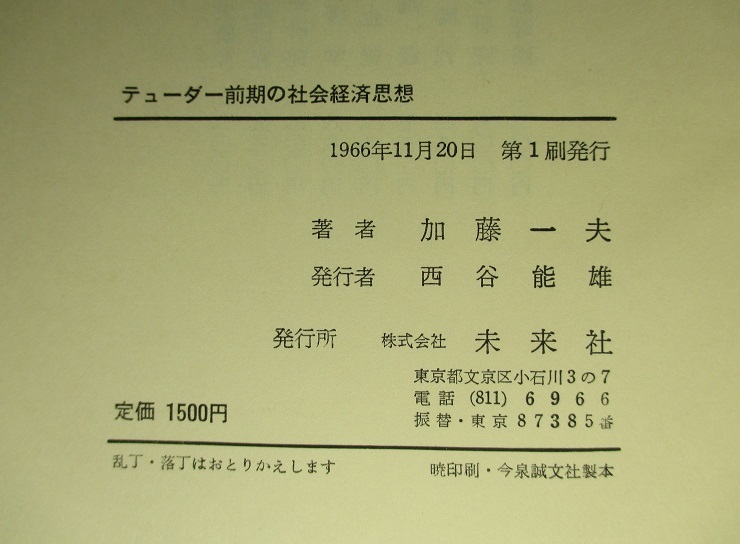 テューダー前期の社会経済思想
1966年11月20日 第1刷発行
著者 加藤一夫
発行者 西谷能雄
発行所 株式会社 未来社
東京都文京区小石川3の7
電話(811)6966
振替・東京87385番
定価 1500円
乱丁・落丁はおとりかえします
暁印刷・今泉誠文社製本